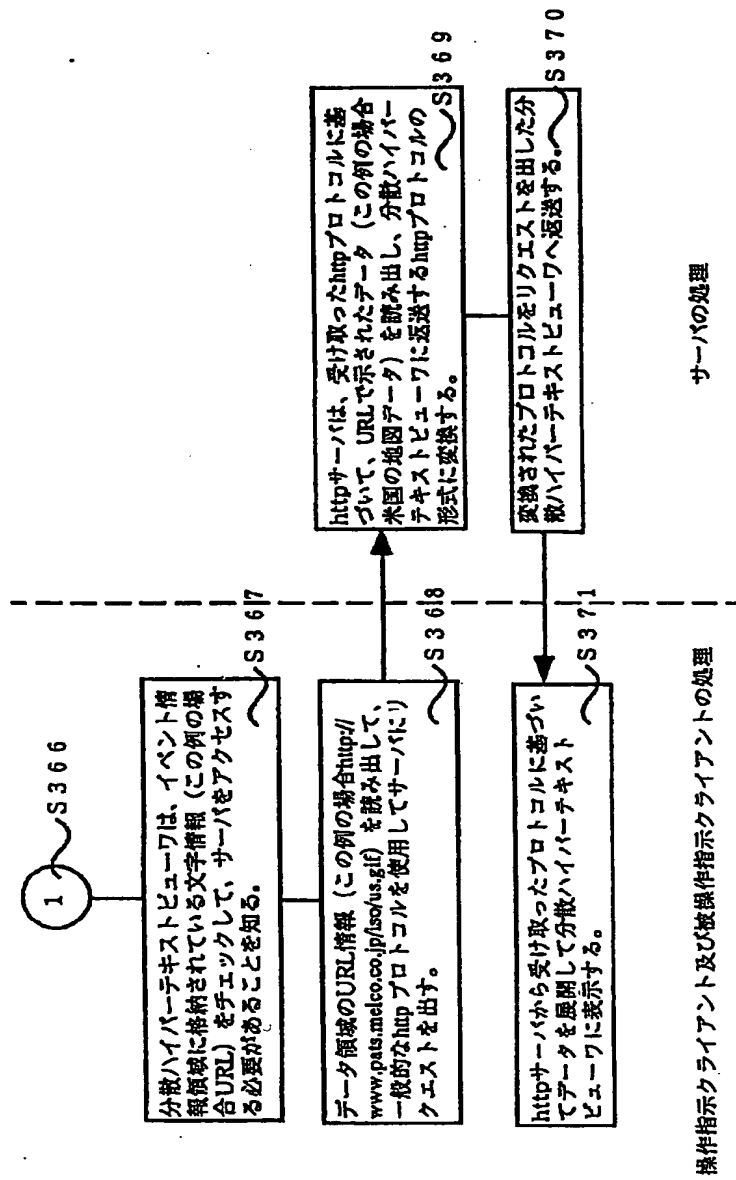 1
S366
分散ハイパーテキストビューワは、イベント情
報領域に格納されている文字情報（この例の場
合URL）をチェックして、サーバをアクセスす
る必要があることを知る。
S367
データ領域のURL情報（この例の場合http://
www.pats.melco.co.jp/iso/us.gif）を読み出して、
一般的なhttp プロトコルを使用してサーバにリ
クエストを出す。
S368
httpサーバは、受け取ったhttpプロトコルに基
づいて、URLで示されたデータ（この例の場合
米国の地図データ）を読み出し、分散ハイパー
テキストビューワに返送するhttpプロトコルの
形式に変換する。
S369
変換されたプロトコルをリクエストを出した分
散ハイパーテキストビューワへ返送する。
S370
httpサーバから受け取ったプロトコルに基づい
てデータを展開して分散ハイパーテキスト
ビューワに表示する。
S371
操作指示クライアント及び被操作指示クライアントの処理
サーバの処理